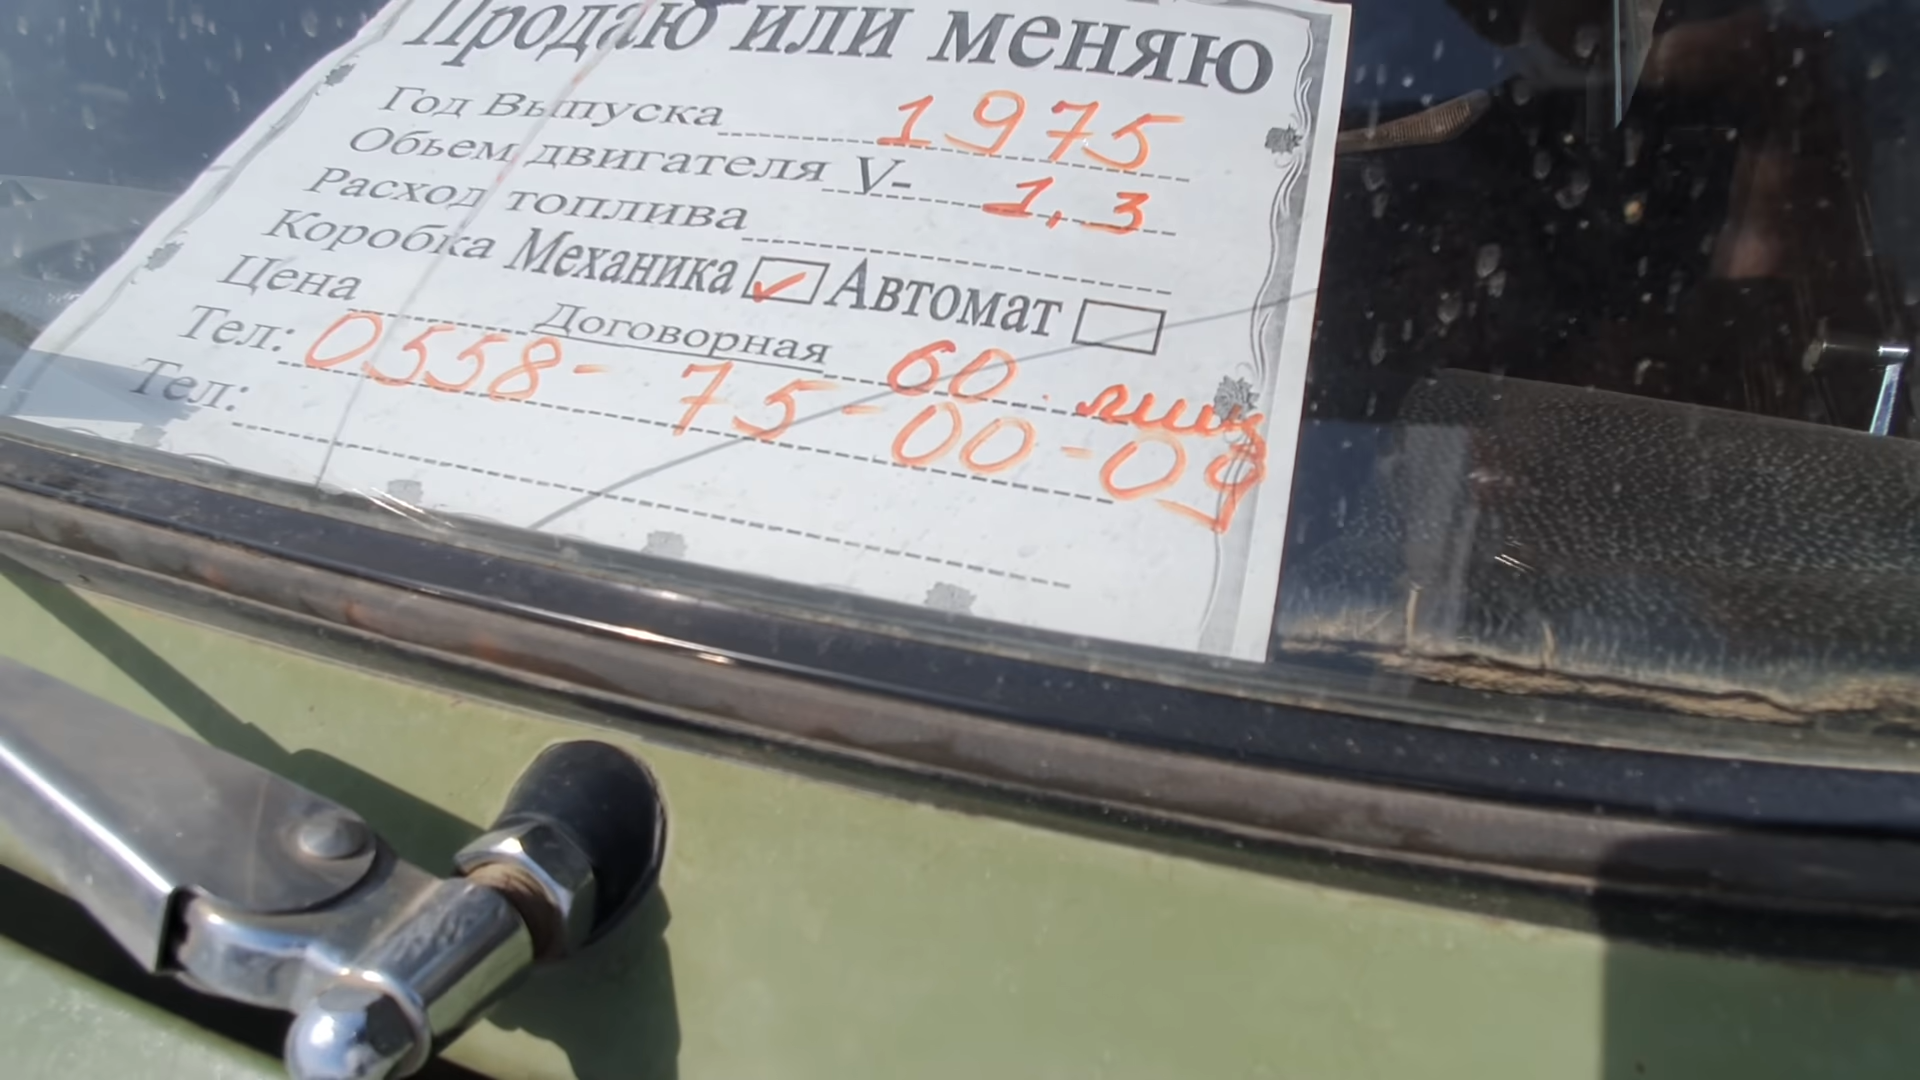 Продаю или меняю
Год Выпуска 1975
Обьем двигателя V- 1,3
Расход топлива
Коробка Механика ✓ Автомат
Цена Договорная 60.
Тел: 0558-75-00-09
Тел: